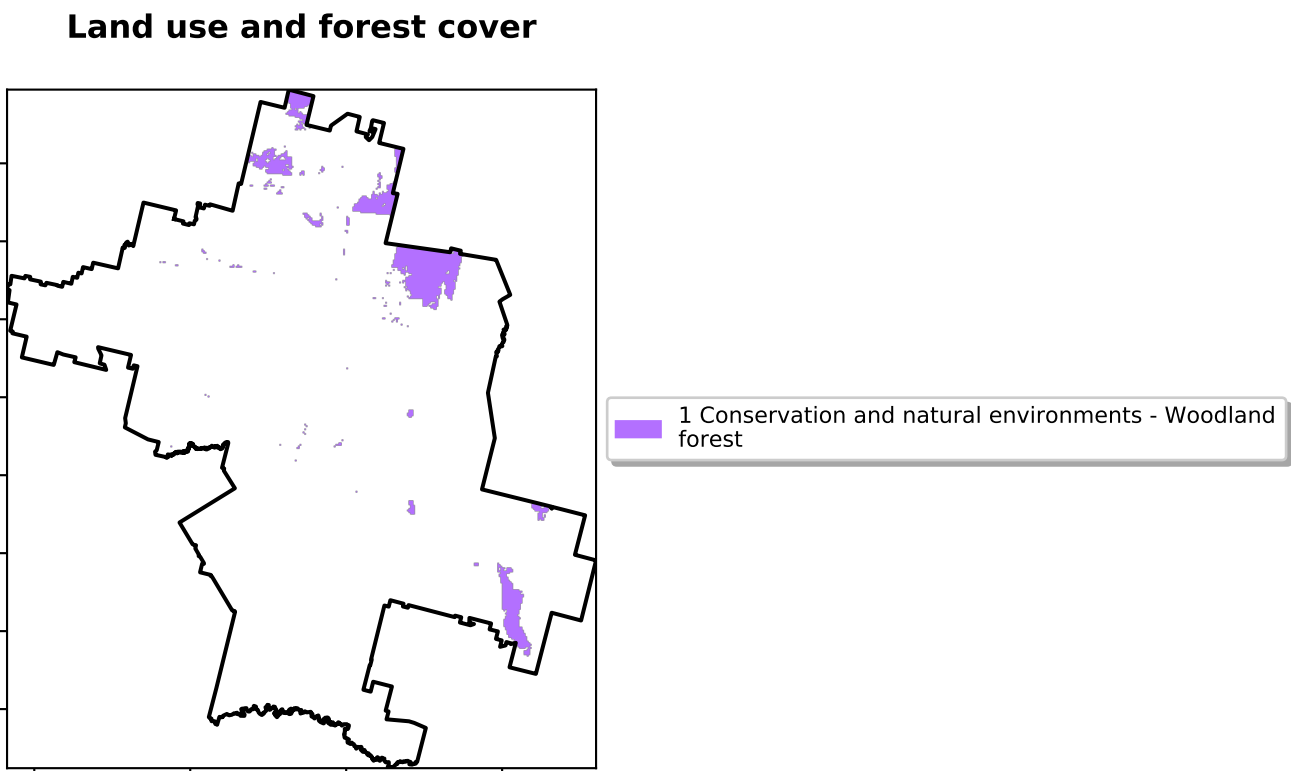 Land use and forest cover
1 Conservation and natural environments - Woodland
forest